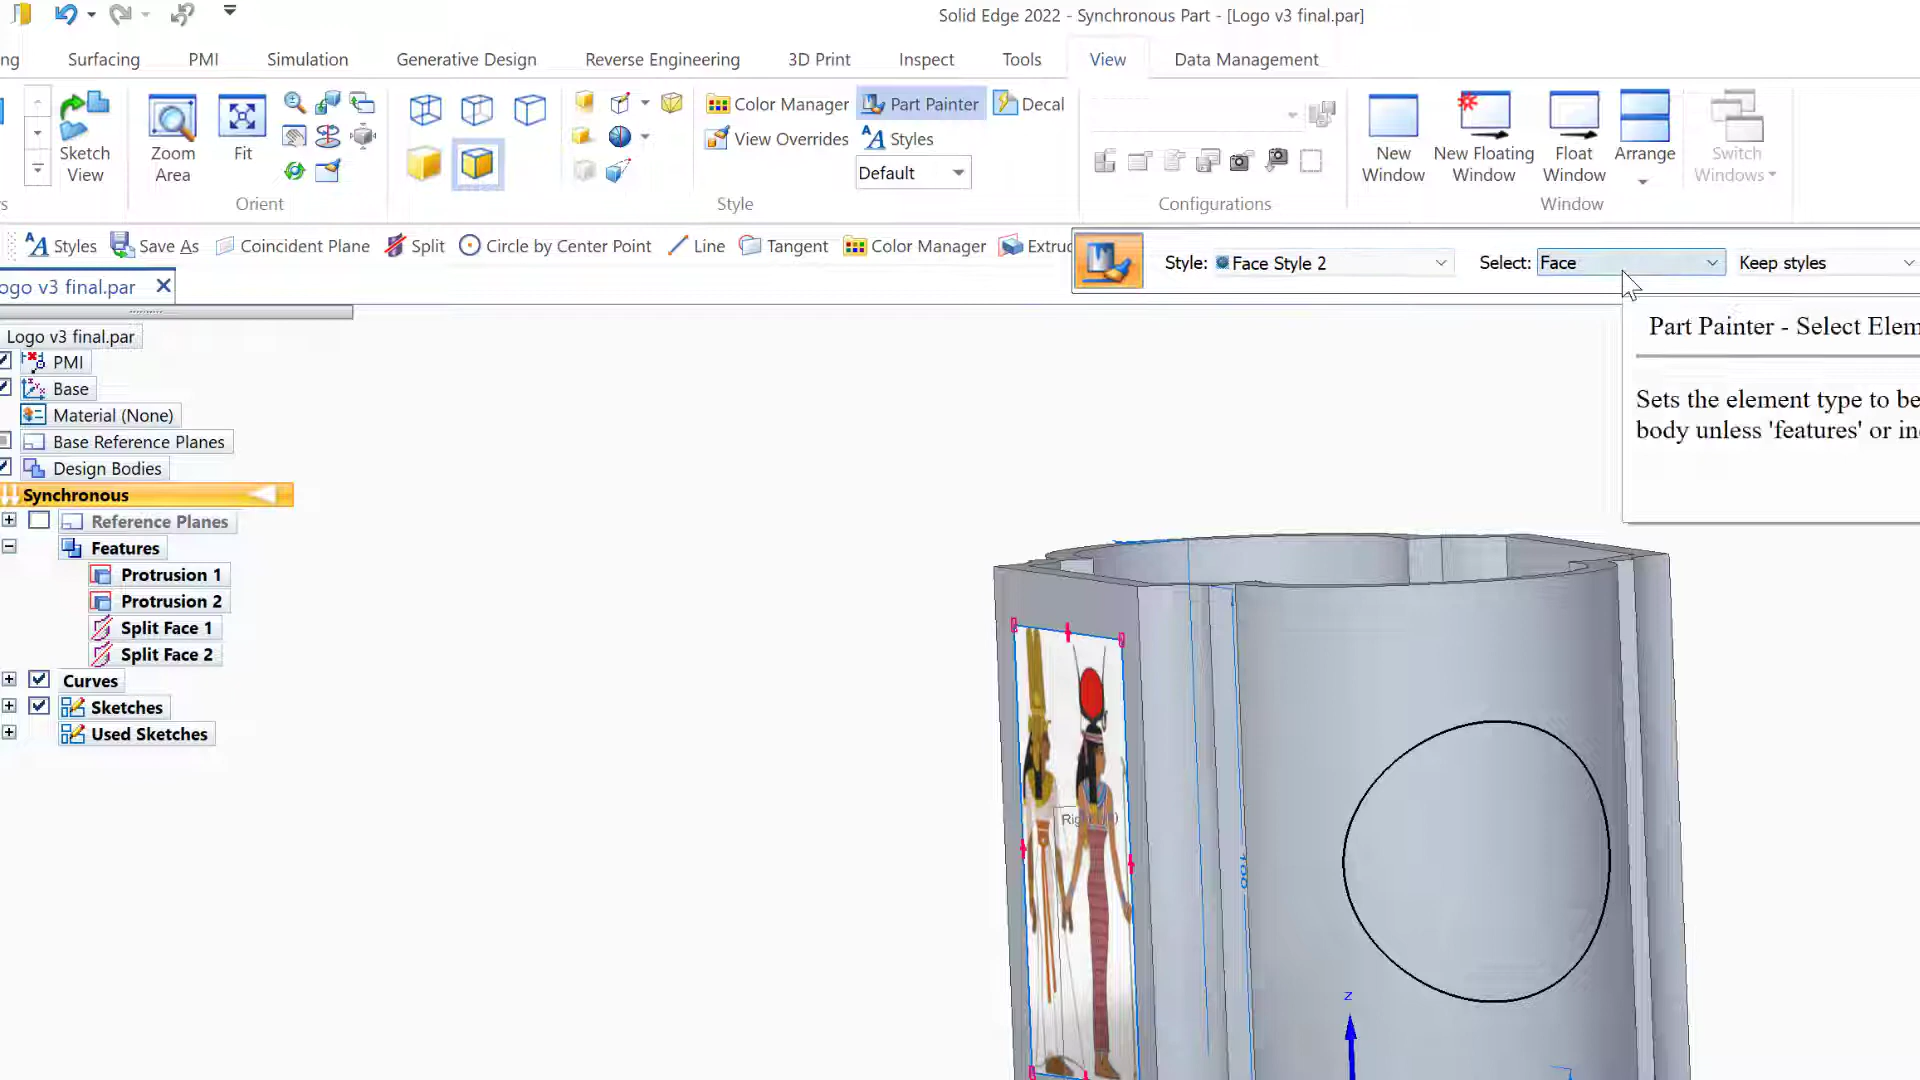 Solid Edge 2022 - Synchronous Part - [Logo v3 final.par]
ng Surfacing PMI Simulation Generative Design Reverse Engineering 3D Print Inspect Tools View Data Management
Color Manager Part Painter Decal
View Overrides Styles
Default
Sketch View
Zoom Area
Fit
New Window
New Floating Window
Float Window
Arrange
Switch Windows
s Orient Style Configurations Window
Styles Save As Coincident Plane Split Circle by Center Point Line Tangent Color Manager Extru
Style: Face Style 2 Select: Face Keep styles
ogo v3 final.par
Part Painter - Select Elem
Sets the element type to be
body unless 'features' or in
Logo v3 final.par
PMI
Base
Material (None)
Base Reference Planes
Design Bodies
Synchronous
Reference Planes
Features
Protrusion 1
Protrusion 2
Split Face 1
Split Face 2
Curves
Sketches
Used Sketches
z